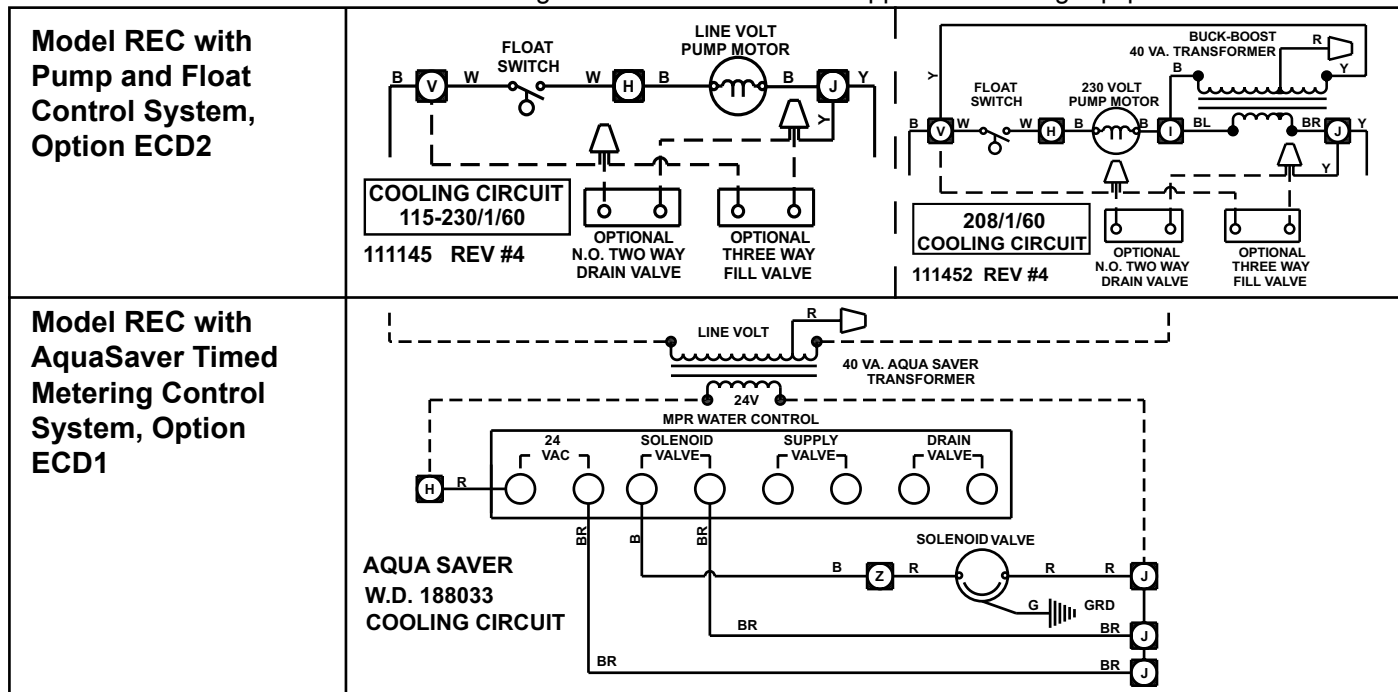 Model REC with
Pump and Float
Control System,
Option ECD2
FLOAT
SWITCH
LINE VOLT
PUMP MOTOR
B V W W H B B J Y
Y
COOLING CIRCUIT
115-230/1/60
111145 REV #4
OPTIONAL
N.O. TWO WAY
DRAIN VALVE
OPTIONAL
THREE WAY
FILL VALVE
BUCK-BOOST
40 VA. TRANSFORMER
R
B
Y
Y
FLOAT
SWITCH
230 VOLT
PUMP MOTOR
B V W W H B B I BL BR J Y
Y
208/1/60
COOLING CIRCUIT
111452 REV #4
OPTIONAL
N.O. TWO WAY
DRAIN VALVE
OPTIONAL
THREE WAY
FILL VALVE
Model REC with
AquaSaver Timed
Metering Control
System, Option
ECD1
R
LINE VOLT
40 VA. AQUA SAVER
TRANSFORMER
24V
MPR WATER CONTROL
24
VAC
SOLENOID
VALVE
SUPPLY
VALVE
DRAIN
VALVE
H R
BR B BR
SOLENOID VALVE
B Z R R R J
G GRD
BR BR J
BR BR J
AQUA SAVER
W.D. 188033
COOLING CIRCUIT